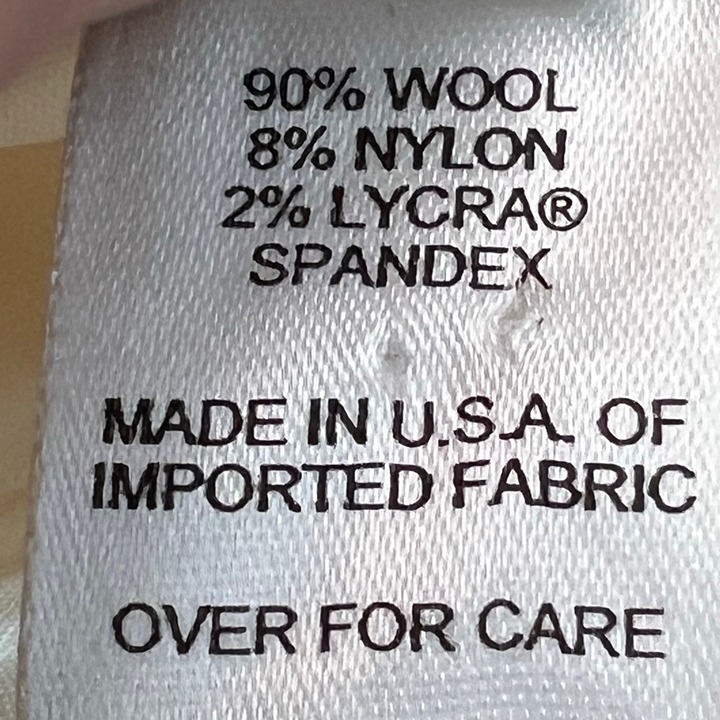 90% WOOL
8% NYLON
2% LYCRA®
SPANDEX
MADE IN U.S.A. OF
IMPORTED FABRIC
OVER FOR CARE